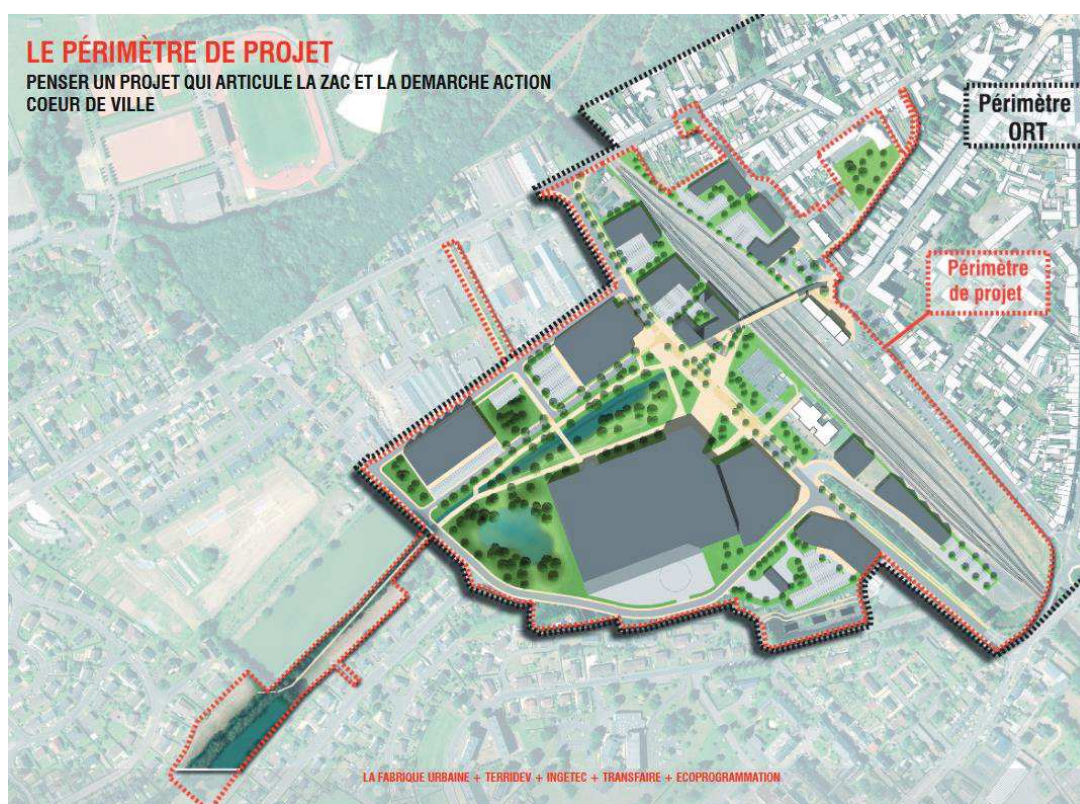 LE PÉRIMÈTRE DE PROJET
PENSER UN PROJET QUI ARTICULE LA ZAC ET LA DEMARCHE ACTION
COEUR DE VILLE
Périmètre
ORT
Périmètre
de projet
LA FABRIQUE URBAINE + TERRIDEV + INGETEC + TRANSFAIRE + ECOPROGRAMMATION